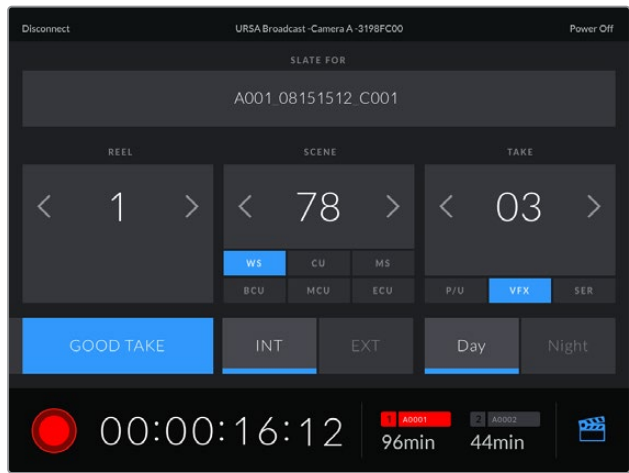 Disconnect URSA Broadcast -Camera A -3198FC00 Power Off
SLATE FOR
A001_08151512_C001
REEL SCENE TAKE
1 78 03
WS CU MS
BCU MCU ECU P/U VFX SER
GOOD TAKE INT EXT Day Night
00:00:16:12
1 A0001 2 A0002
96min 44min